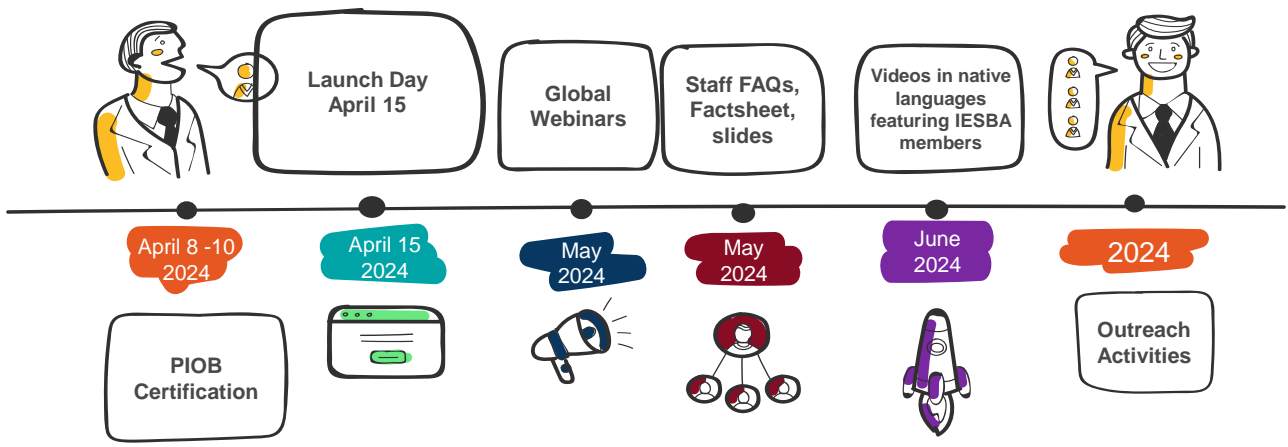 Launch Day
April 15
Global
Webinars
Staff FAQs,
Factsheet,
slides
Videos in native
languages
featuring IESBA
members
April 8 -10
2024
April 15
2024
May
2024
May
2024
June
2024
2024
PIOB
Certification
Outreach
Activities